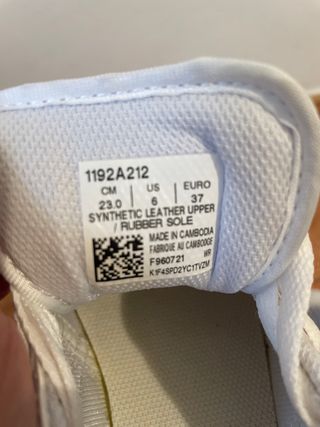 1192A212
CM US EURO
23.0 6 37
SYNTHETIC LEATHER UPPER
/ RUBBER SOLE
MADE IN CAMBODIA
FABRIQUE AU CAMBODGE
F960721 WR
K1F4SPD2YC1TVZM